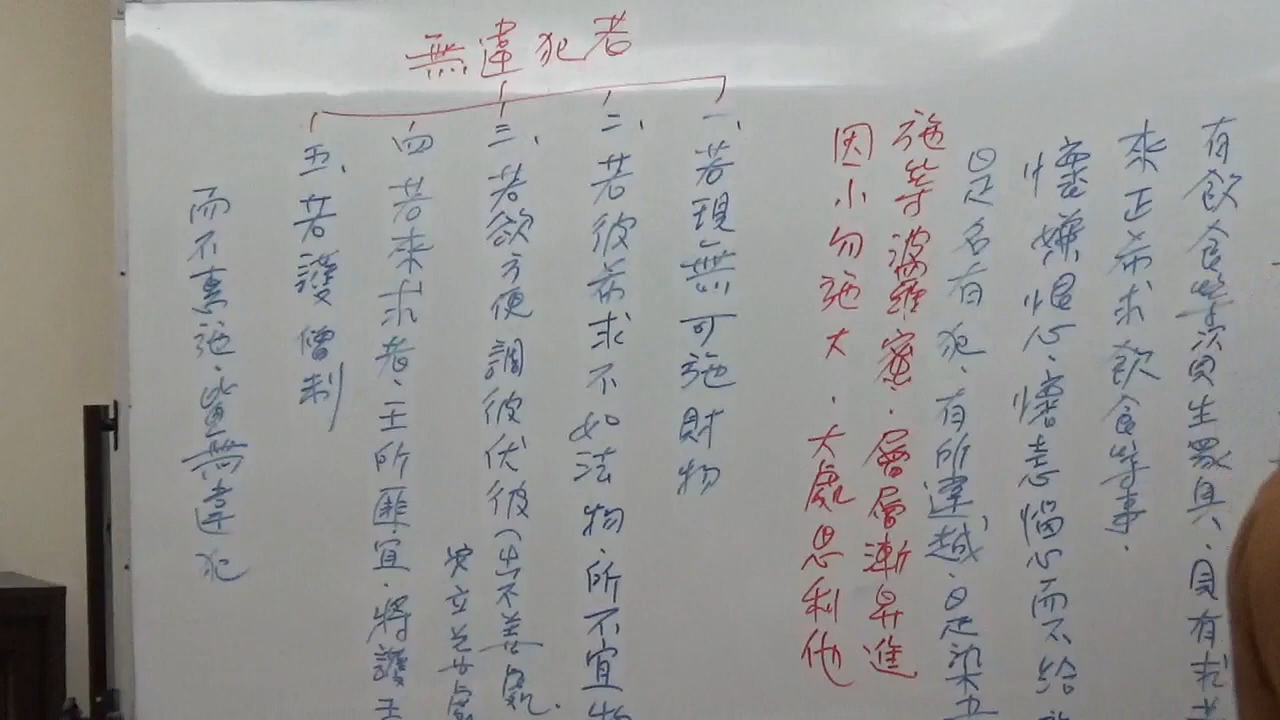 有飲食等資生眾具、具有求者
來正希求飲食等事.
懷嫌恨心.懷恚惱心而不給
是名有犯.有所違越.是染
施等波羅蜜.層層漸昇進
因小勿施大.大處思利他
無違犯者
一、若現無可施財物
二、若彼希求不如法物.所不宜物
三、若欲方便調彼伏彼(出不善處.
安立善處
四若來求者.王所匪宜.將護王
五、若護僧制
而不惠施.皆無違犯